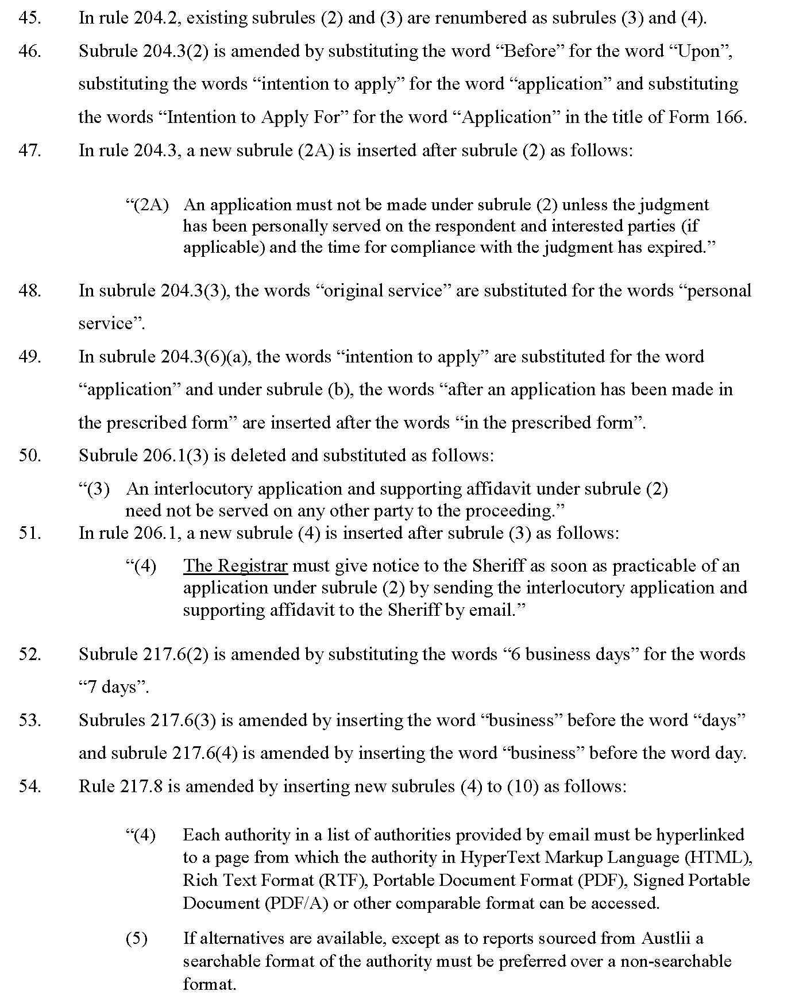 45. In rule 204.2, existing subrules (2) and (3) are renumbered as subrules (3) and (4).
46. Subrule 204.3(2) is amended by substituting the word “Before” for the word “Upon”,
substituting the words “intention to apply” for the word “application” and substituting
the words “Intention to Apply For” for the word “Application” in the title of Form 166.
47. In rule 204.3, a new subrule (2A) is inserted after subrule (2) as follows:
“(2A) An application must not be made under subrule (2) unless the judgment
has been personally served on the respondent and interested parties (if
applicable) and the time for compliance with the judgment has expired.”
48. In subrule 204.3(3), the words “original service” are substituted for the words “personal
service”.
49. In subrule 204.3(6)(a), the words “intention to apply” are substituted for the word
“application” and under subrule (b), the words “after an application has been made in
the prescribed form” are inserted after the words “in the prescribed form”.
50. Subrule 206.1(3) is deleted and substituted as follows:
“(3) An interlocutory application and supporting affidavit under subrule (2)
need not be served on any other party to the proceeding.”
51. In rule 206.1, a new subrule (4) is inserted after subrule (3) as follows:
“(4) The Registrar must give notice to the Sheriff as soon as practicable of an
application under subrule (2) by sending the interlocutory application and
supporting affidavit to the Sheriff by email.”
52. Subrule 217.6(2) is amended by substituting the words “6 business days” for the words
“7 days”.
53. Subrules 217.6(3) is amended by inserting the word “business” before the word “days”
and subrule 217.6(4) is amended by inserting the word “business” before the word day.
54. Rule 217.8 is amended by inserting new subrules (4) to (10) as follows:
“(4) Each authority in a list of authorities provided by email must be hyperlinked
to a page from which the authority in HyperText Markup Language (HTML),
Rich Text Format (RTF), Portable Document Format (PDF), Signed Portable
Document (PDF/A) or other comparable format can be accessed.
(5) If alternatives are available, except as to reports sourced from Austlii a
searchable format of the authority must be preferred over a non-searchable
format.